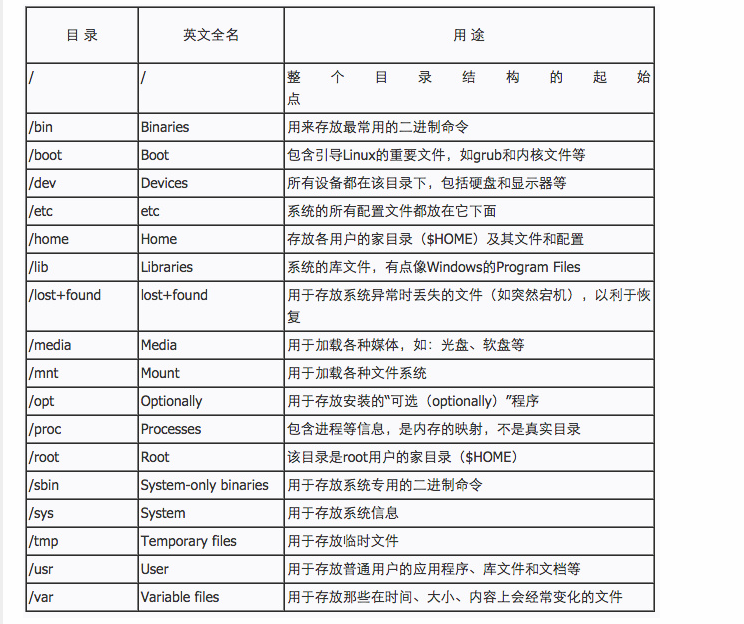 目 录 英文全名 用 途
/ / 整 个 目 录 结 构 的 起 始
点
/bin Binaries 用来存放最常用的二进制命令
/boot Boot 包含引导Linux的重要文件，如grub和内核文件等
/dev Devices 所有设备都在该目录下，包括硬盘和显示器等
/etc etc 系统的所有配置文件都放在它下面
/home Home 存放各用户的家目录（$HOME）及其文件和配置
/lib Libraries 系统的库文件，有点像Windows的Program Files
/lost+found lost+found 用于存放系统异常时丢失的文件（如突然宕机），以利于恢
复
/media Media 用于加载各种媒体，如：光盘、软盘等
/mnt Mount 用于加载各种文件系统
/opt Optionally 用于存放安装的“可选（optionally）”程序
/proc Processes 包含进程等信息，是内存的映射，不是真实目录
/root Root 该目录是root用户的家目录（$HOME）
/sbin System-only binaries 用于存放系统专用的二进制命令
/sys System 用于存放系统信息
/tmp Temporary files 用于存放临时文件
/usr User 用于存放普通用户的应用程序、库文件和文档等
/var Variable files 用于存放那些在时间、大小、内容上会经常变化的文件